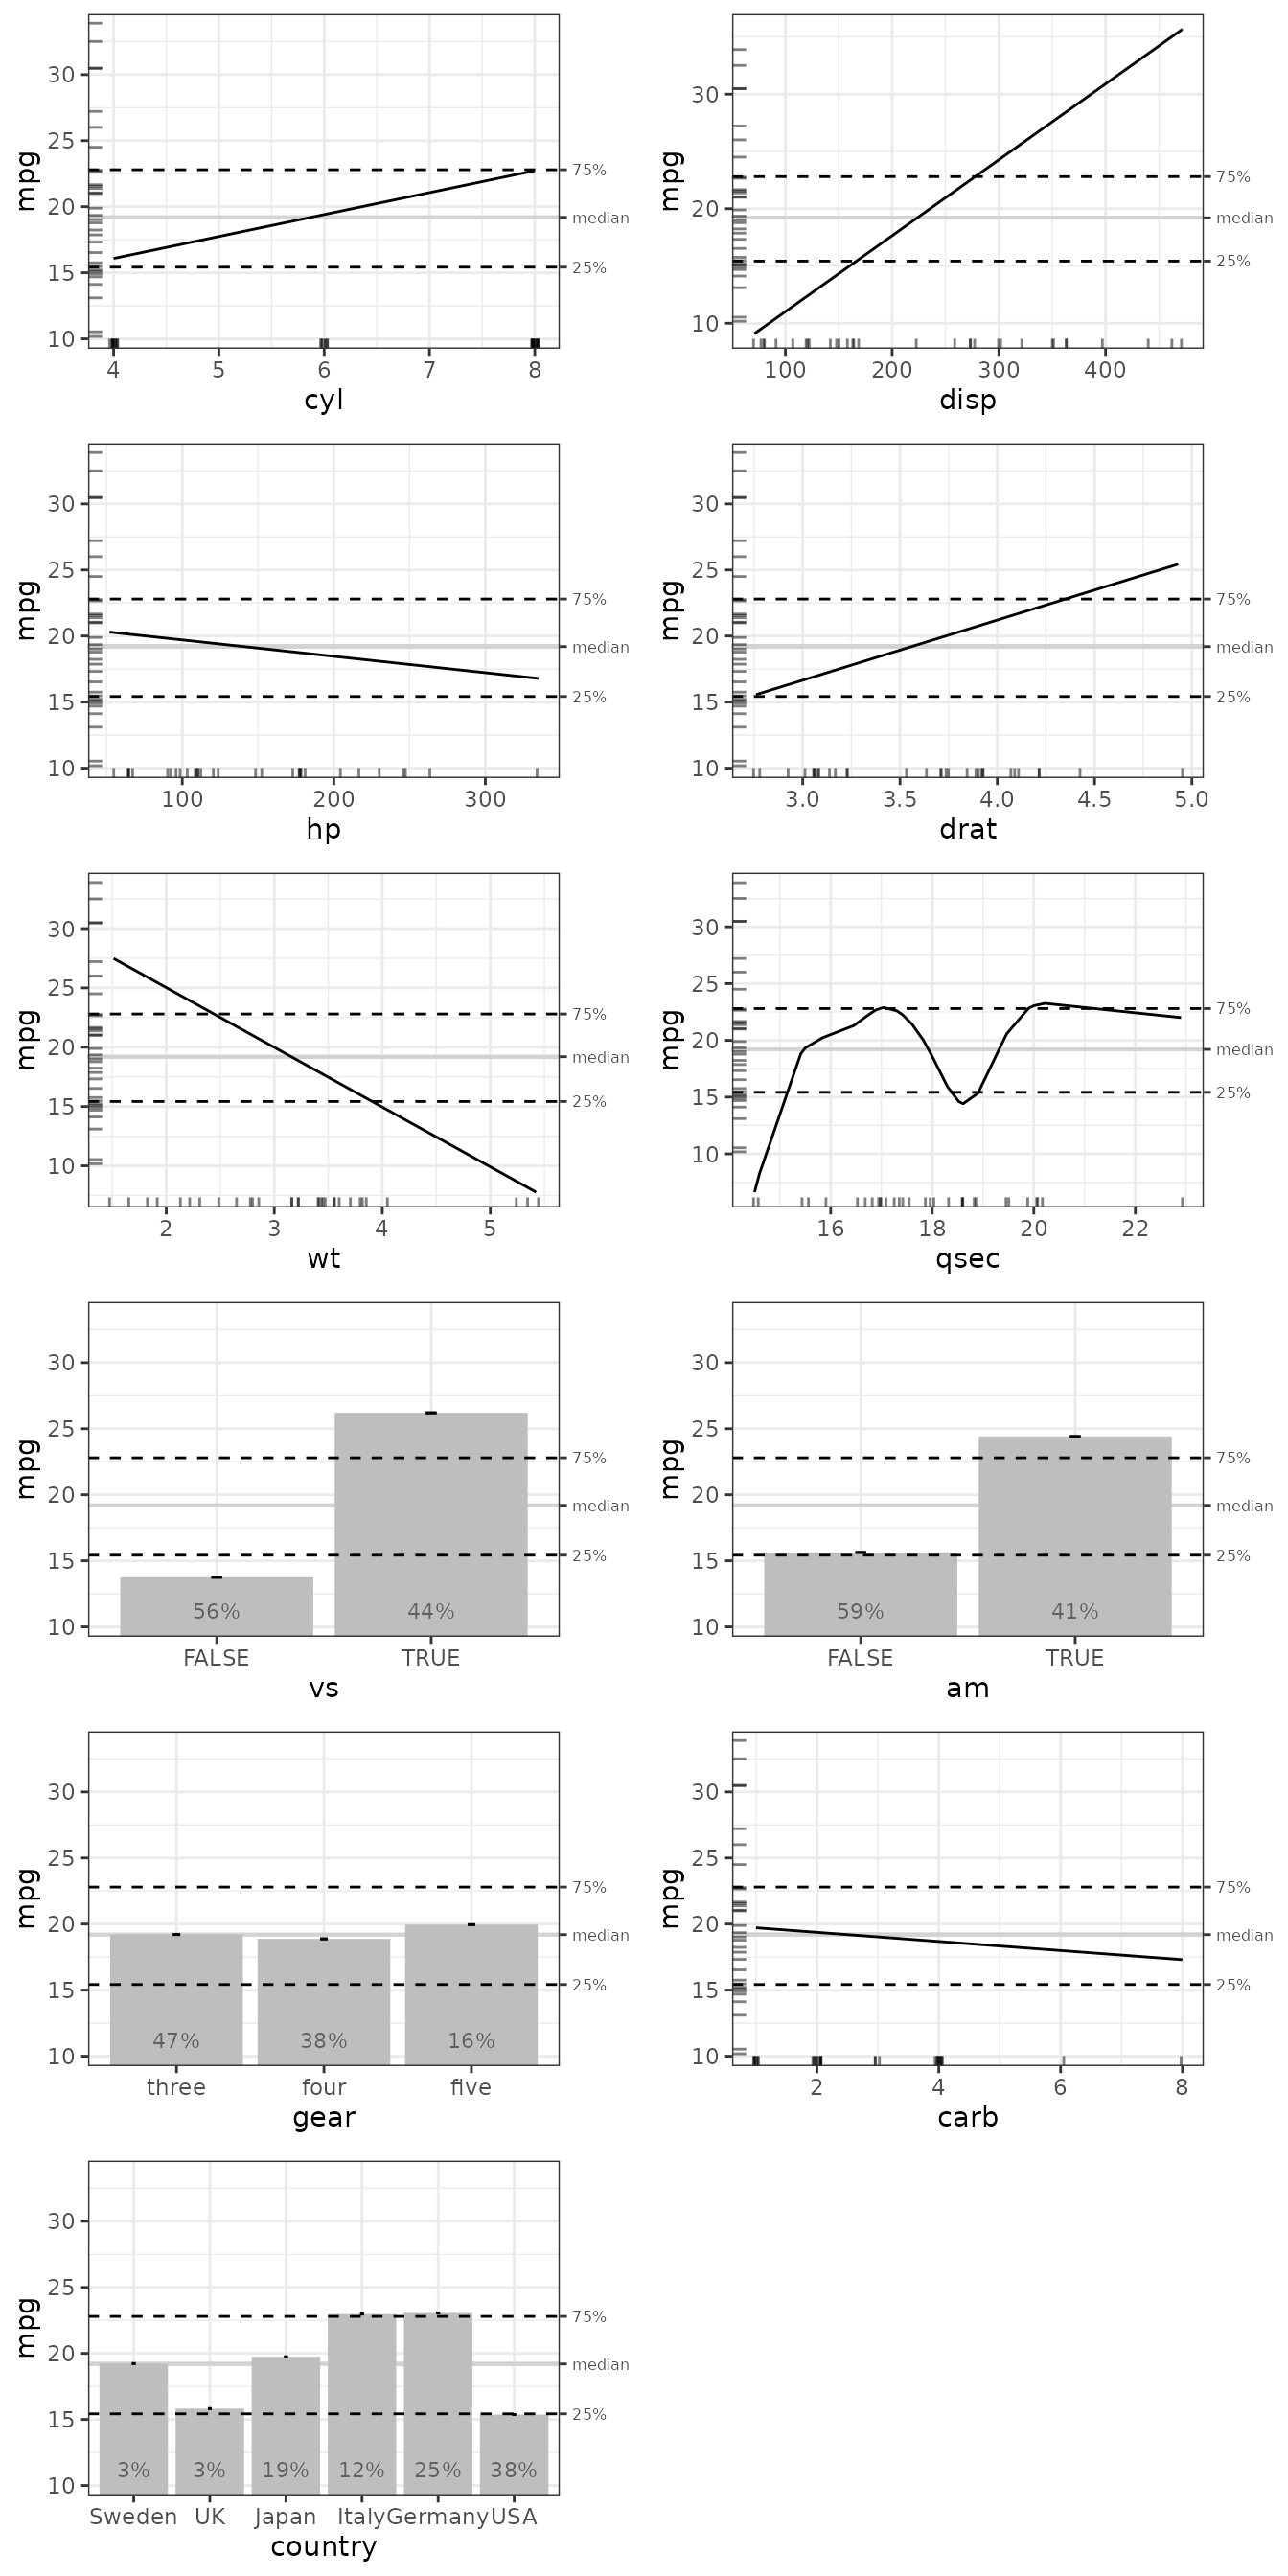 mpg
30
25
20
15
10
75%
median
25%
4 5 6 7 8
cyl
mpg
30
20
10
75%
median
25%
100 200 300 400
disp
mpg
30
25
20
15
10
75%
median
25%
100 200 300
hp
mpg
30
25
20
15
10
75%
median
25%
3.0 3.5 4.0 4.5 5.0
drat
mpg
30
25
20
15
10
75%
median
25%
2 3 4 5
wt
mpg
30
25
20
15
10
75%
median
25%
16 18 20 22
qsec
mpg
30
25
20
15
10
75%
median
25%
56% 44%
FALSE TRUE
vs
mpg
30
25
20
15
10
75%
median
25%
59% 41%
FALSE TRUE
am
mpg
30
25
20
15
10
75%
median
25%
47% 38% 16%
three four five
gear
mpg
30
25
20
15
10
75%
median
25%
2 4 6 8
carb
mpg
30
25
20
15
10
75%
median
25%
3% 3% 19% 12% 25% 38%
Sweden UK Japan Italy Germany USA
country